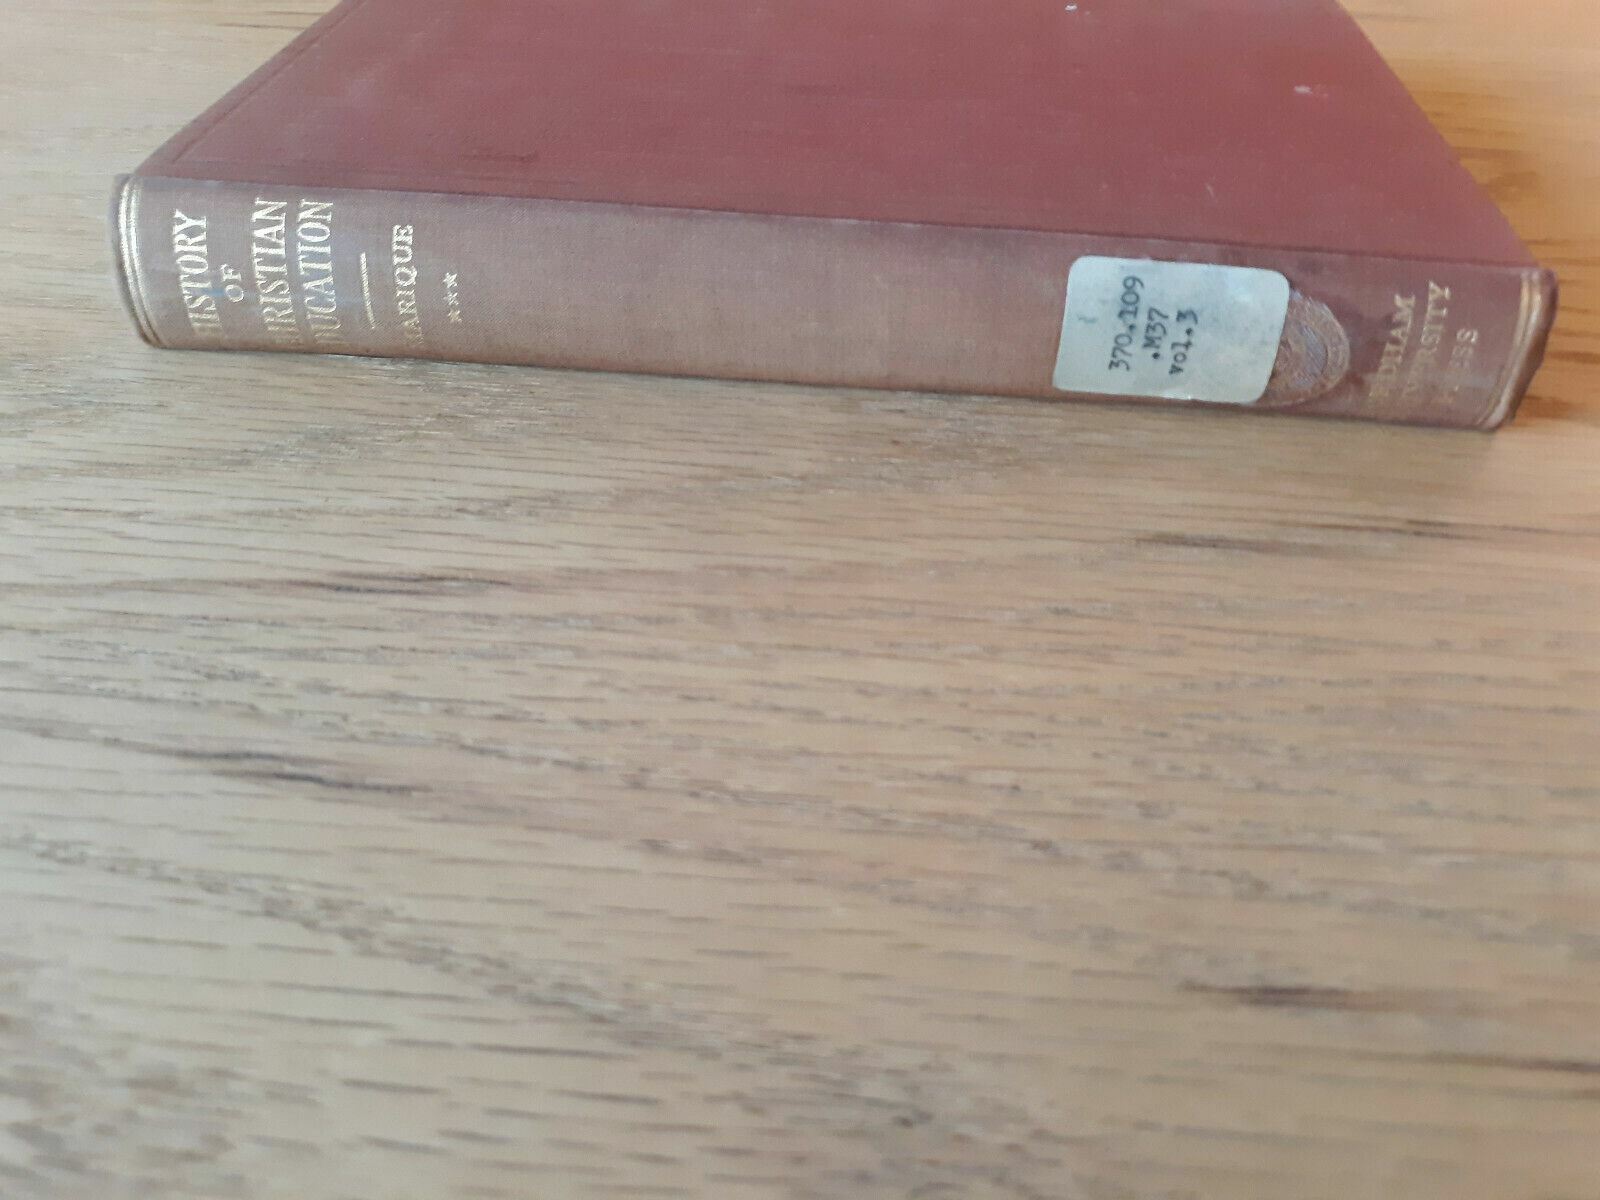 HISTORY
OF
CHRISTIAN
EDUCATION
MARIQUE
***
370.109
.M37
vol.3
FORDHAM
UNIVERSITY
PRESS